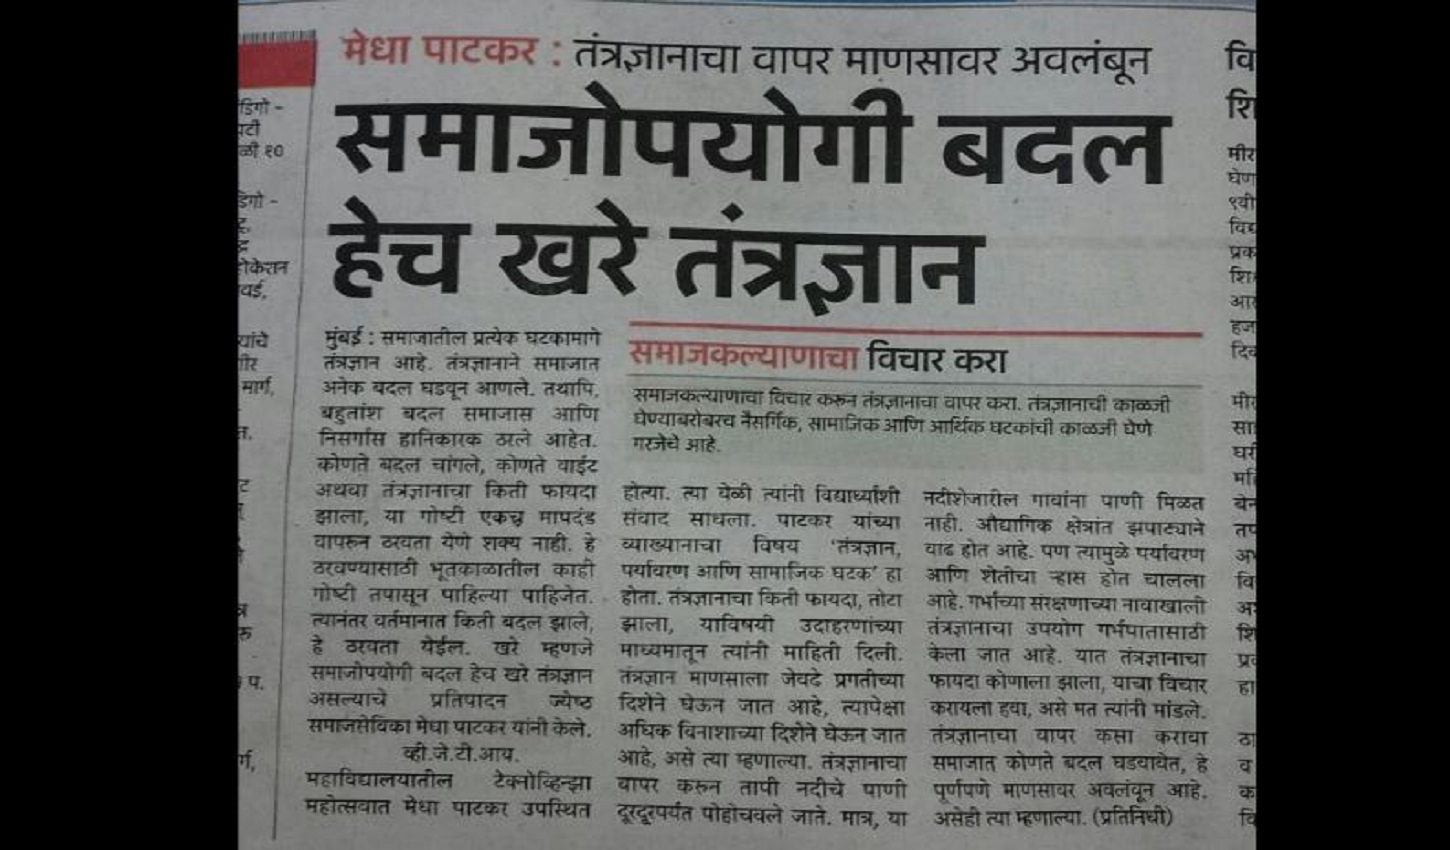 मेधा पाटकर : तंत्रज्ञानाचा वापर माणसावर अवलंबून
समाजोपयोगी बदल
हेच खरे तंत्रज्ञान
मुंबई : समाजातील प्रत्येक घटकामागे
तंत्रज्ञान आहे. तंत्रज्ञानाने समाजात
अनेक बदल घडवून आणले. तथापि,
बहुतांश बदल समाजास आणि
निसर्गास हानिकारक ठरले आहेत.
कोणते बदल चांगले, कोणते वाईट
अथवा तंत्रज्ञानाचा किती फायदा
झाला, या गोष्टी एकच मापदंड
वापरून ठरवता येणे शक्य नाही. हे
ठरवण्यासाठी भूतकाळातील काही
गोष्टी तपासून पाहिल्या पाहिजेत.
त्यानंतर वर्तमानात किती बदल झाले,
हे ठरवता येईल. खरे म्हणजे
समाजोपयोगी बदल हेच खरे तंत्रज्ञान
असल्याचे प्रतिपादन ज्येष्ठ
समाजसेविका मेधा पाटकर यांनी केले.
व्ही.जे.टी.आय.
महाविद्यालयातील टेक्नोव्हिन्झा
महोत्सवात मेधा पाटकर उपस्थित
समाजकल्याणाचा विचार करा
समाजकल्याणाचा विचार करून तंत्रज्ञानाचा वापर करा. तंत्रज्ञानाची काळजी
घेण्याबरोबरच नैसर्गिक, सामाजिक आणि आर्थिक घटकांची काळजी घेणे
गरजेचे आहे.
होत्या. त्या वेळी त्यांनी विद्यार्थ्यांशी
संवाद साधला. पाटकर यांच्या
व्याख्यानाचा विषय ‘तंत्रज्ञान,
पर्यावरण आणि सामाजिक घटक’ हा
होता. तंत्रज्ञानाचा किती फायदा, तोटा
झाला, याविषयी उदाहरणांच्या
माध्यमातून त्यांनी माहिती दिली.
तंत्रज्ञान माणसाला जेवढे प्रगतीच्या
दिशेने घेऊन जात आहे, त्यापेक्षा
अधिक विनाशाच्या दिशेने घेऊन जात
आहे, असे त्या म्हणाल्या. तंत्रज्ञानाचा
वापर करून तापी नदीचे पाणी
दूरदूरपर्यंत पोहोचवले जाते. मात्र, या
नदीशेजारील गावांना पाणी मिळत
नाही. औद्योगिक क्षेत्रांत झपाट्याने
वाढ होत आहे. पण त्यामुळे पर्यावरण
आणि शेतीचा ऱ्हास होत चालला
आहे. गर्भाच्या संरक्षणाच्या नावाखाली
तंत्रज्ञानाचा उपयोग गर्भपातासाठी
केला जात आहे. यात तंत्रज्ञानाचा
फायदा कोणाला झाला, याचा विचार
करायला हवा, असे मत त्यांनी मांडले.
तंत्रज्ञानाचा वापर कसा करावा
समाजात कोणते बदल घडवावेत, हे
पूर्णपणे माणसावर अवलंबून आहे.
असेही त्या म्हणाल्या. (प्रतिनिधी)